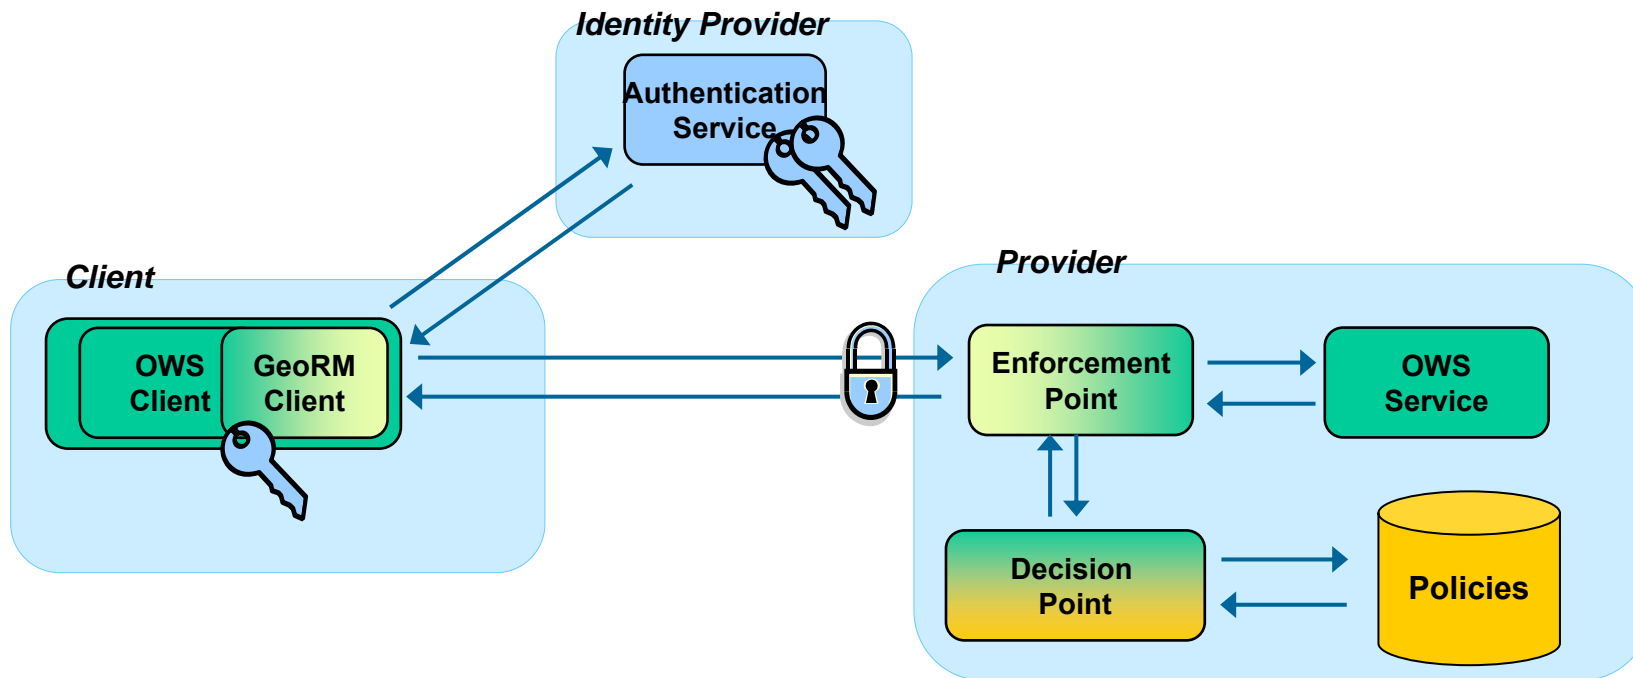 Identity Provider
Authentication
Service
Client
OWS
Client
GeoRM
Client
Provider
Enforcement
Point
OWS
Service
Decision
Point
Policies